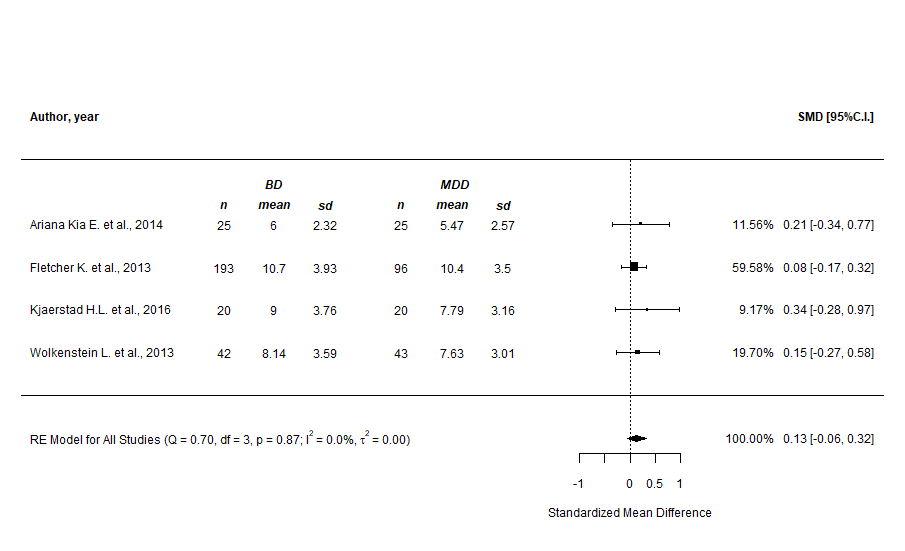 Author, year SMD [95%C.I.]
BD MDD
n mean sd n mean sd
Ariana Kia E. et al., 2014 25 6 2.32 25 5.47 2.57 11.56% 0.21 [-0.34, 0.77]
Fletcher K. et al., 2013 193 10.7 3.93 96 10.4 3.5 59.58% 0.08 [-0.17, 0.32]
Kjaerstad H.L. et al., 2016 20 9 3.76 20 7.79 3.16 9.17% 0.34 [-0.28, 0.97]
Wolkenstein L. et al., 2013 42 8.14 3.59 43 7.63 3.01 19.70% 0.15 [-0.27, 0.58]
RE Model for All Studies (Q = 0.70, df = 3, p = 0.87; I² = 0.0%, τ² = 0.00) 100.00% 0.13 [-0.06, 0.32]
-1 0 0.5 1
Standardized Mean Difference